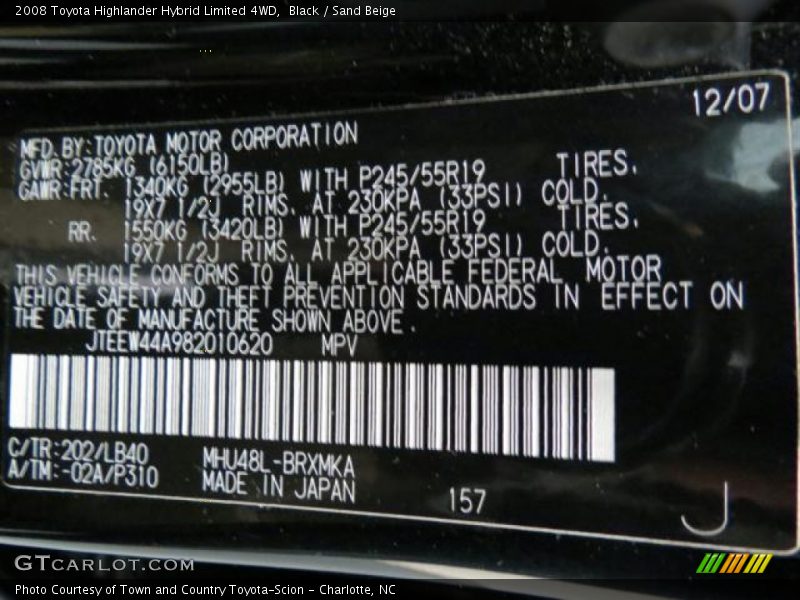 2008 Toyota Highlander Hybrid Limited 4WD, Black / Sand Beige
12/07
MFD.BY:TOYOTA MOTOR CORPORATION
GVWR:2785KG (6150LB)
GAWR:FRT. 1340KG (2955LB) WITH P245/55R19 TIRES,
19X7 1/2J RIMS, AT 230KPA (33PSI) COLD.
RR. 1550KG (3420LB) WITH P245/55R19 TIRES,
19X7 1/2J RIMS, AT 230KPA (33PSI) COLD.
THIS VEHICLE CONFORMS TO ALL APPLICABLE FEDERAL MOTOR
VEHICLE SAFETY AND THEFT PREVENTION STANDARDS IN EFFECT ON
THE DATE OF MANUFACTURE SHOWN ABOVE.
JTEEW44A982010620 MPV
C/TR:202/LB40 MHU48L-BRXMKA
A/TM:-02A/P310 MADE IN JAPAN
157
J
GTCARLOT.COM
Photo Courtesy of Town and Country Toyota-Scion - Charlotte, NC